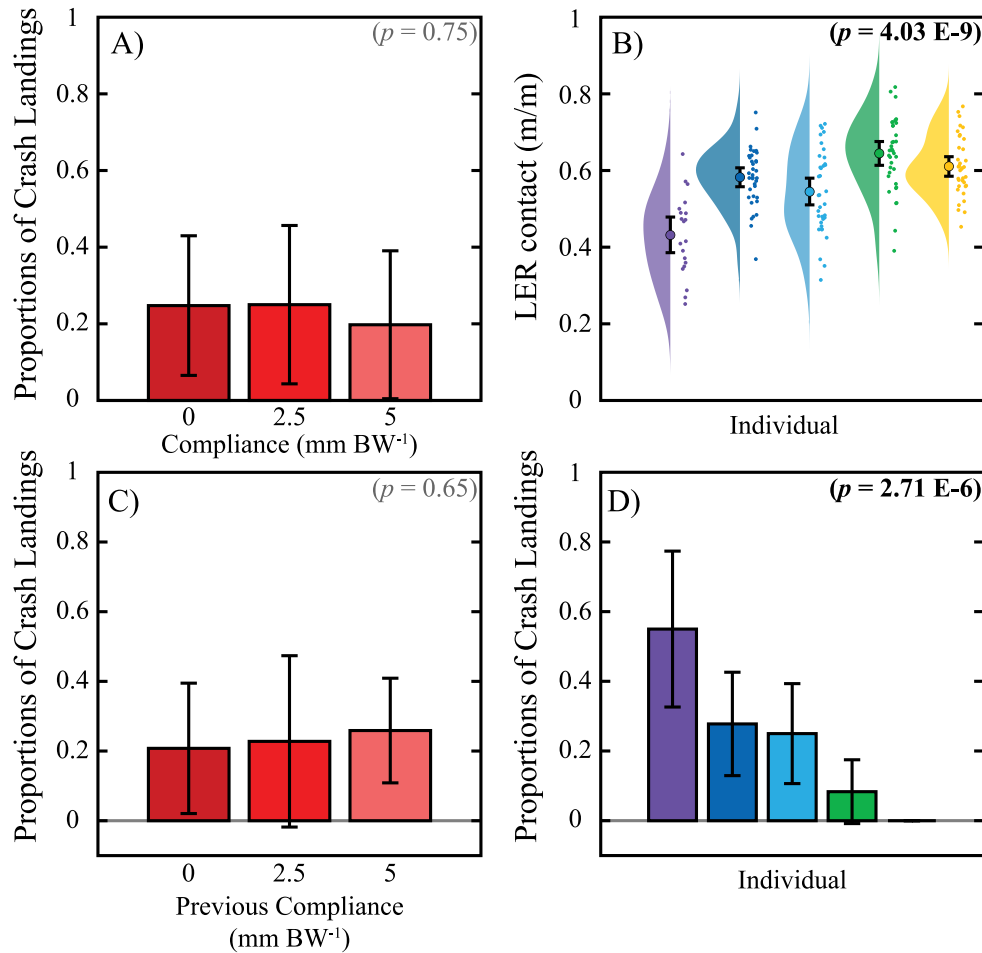 A)
(p = 0.75)
Proportions of Crash Landings
1
0.8
0.6
0.4
0.2
0
0
2.5
5
Compliance (mm BW⁻¹)
B)
(p = 4.03 E-9)
LER contact (m/m)
1
0.8
0.6
0.4
0.2
0
Individual
C)
(p = 0.65)
Proportions of Crash Landings
1
0.8
0.6
0.4
0.2
0
0
2.5
5
Previous Compliance
(mm BW⁻¹)
D)
(p = 2.71 E-6)
Proportions of Crash Landings
1
0.8
0.6
0.4
0.2
0
Individual